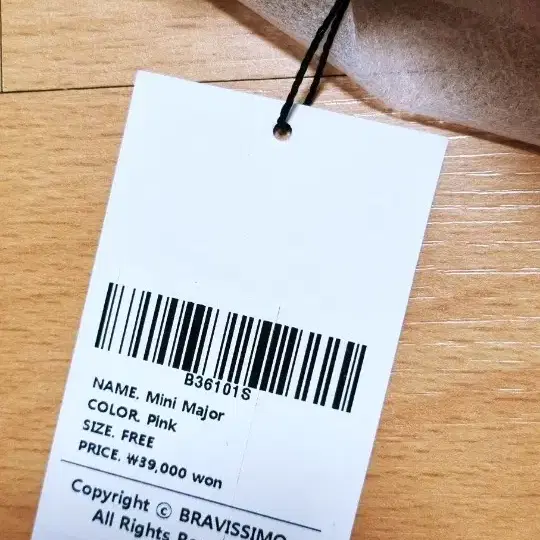 B36101S
NAME. Mini Major
COLOR. Pink
SIZE. FREE
PRICE. ₩39,000 won
Copyright ⓒ BRAVISSIMO
All Rights